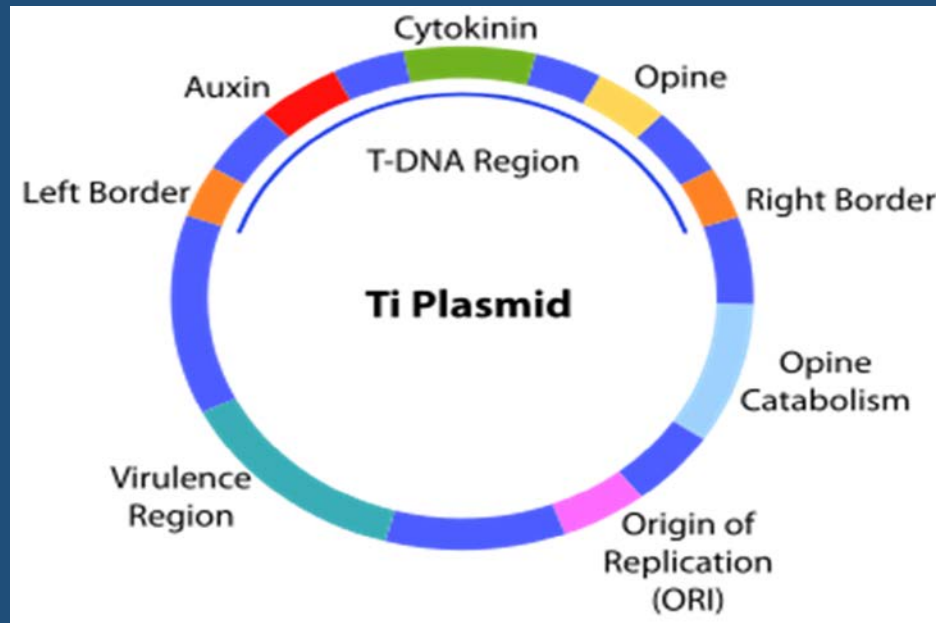 Cytokinin
Auxin
Opine
T-DNA Region
Left Border
Right Border
Ti Plasmid
Opine
Catabolism
Virulence
Region
Origin of
Replication
(ORI)